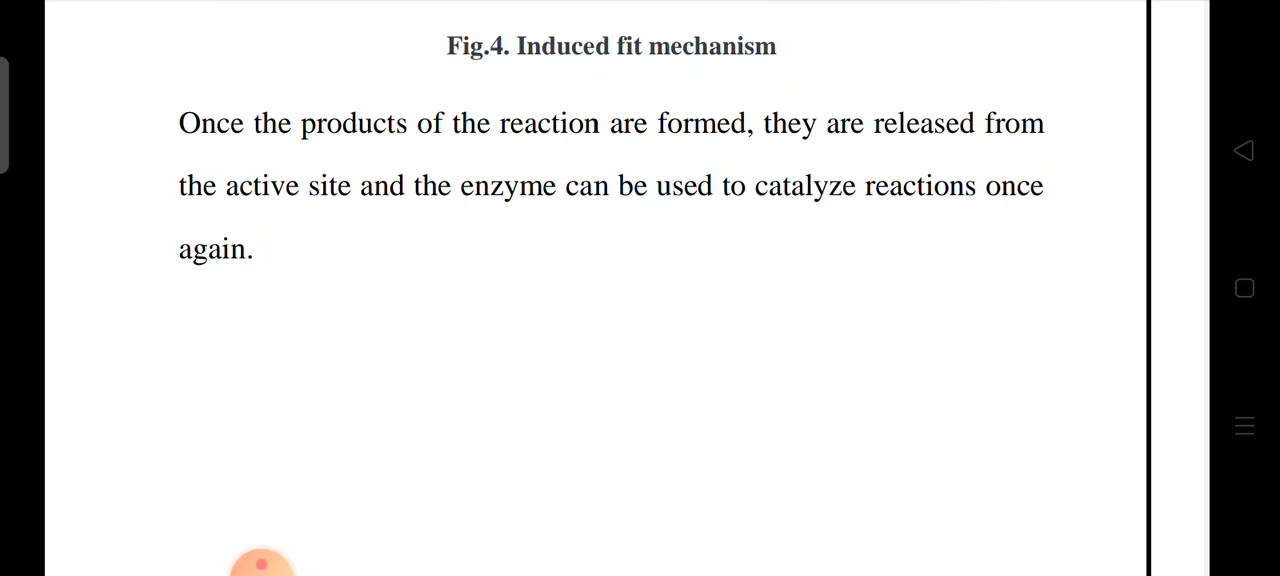 Fig.4. Induced fit mechanism
Once the products of the reaction are formed, they are released from
the active site and the enzyme can be used to catalyze reactions once
again.